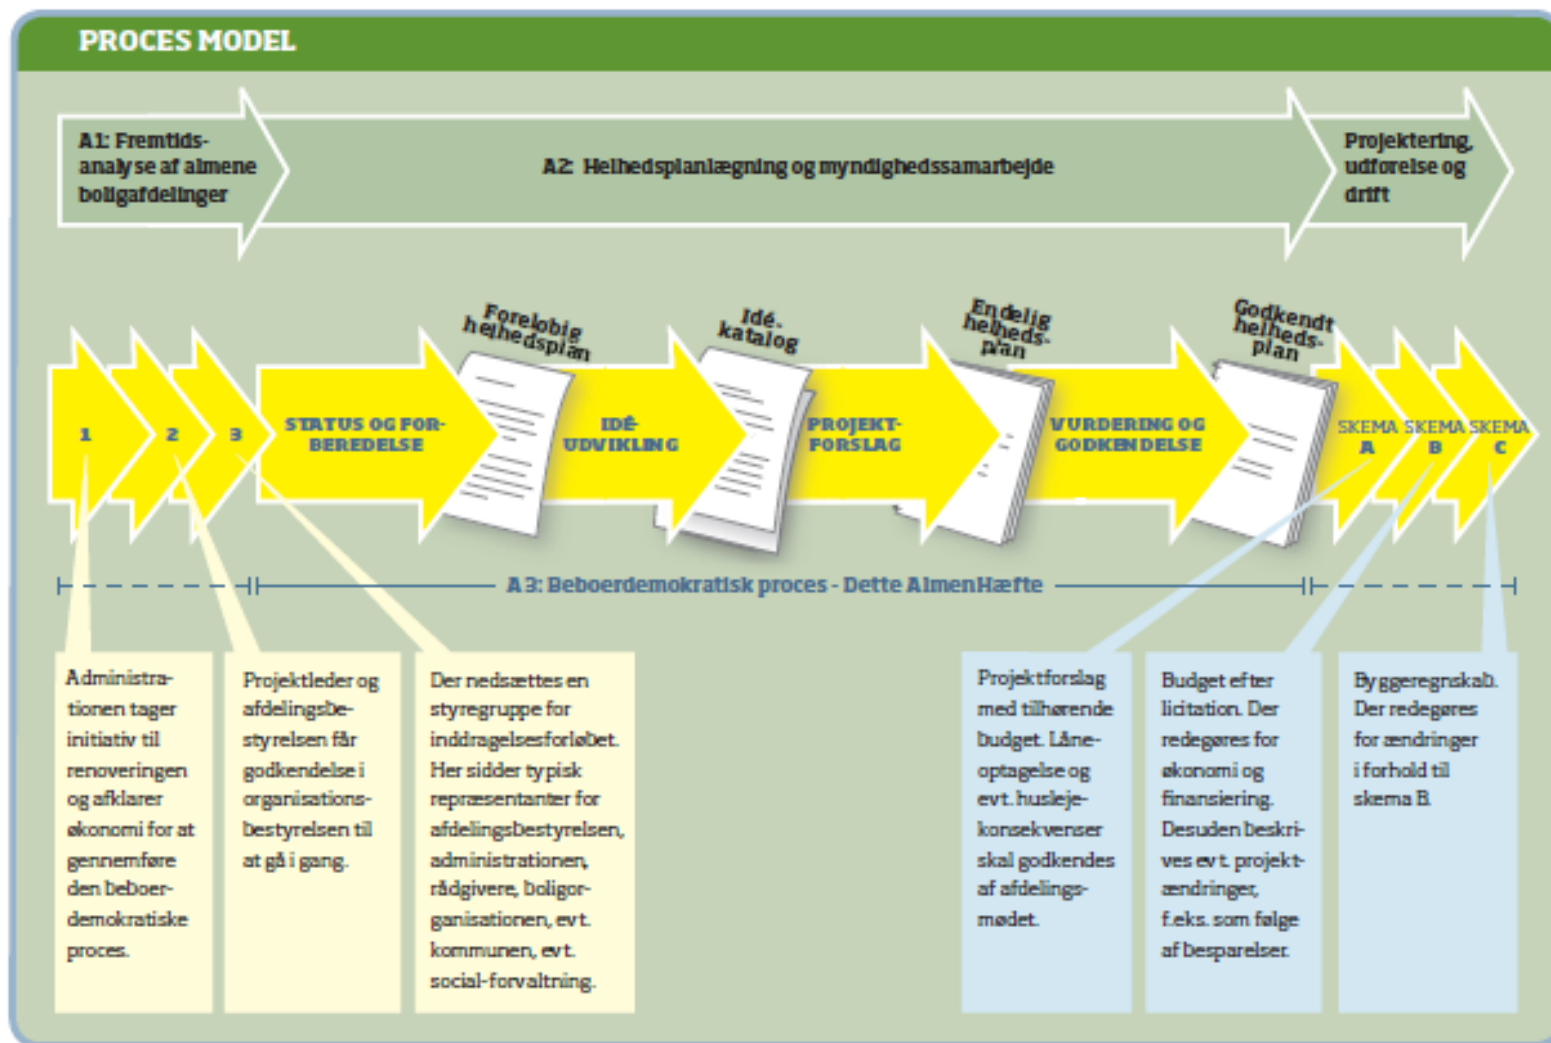 PROCES MODEL
A1: Fremtids-
analyse af almene
boligafdelinger
A2: Helhedsplanlægning og myndighedssamarbejde
Projektering,
udførelse og
drift
Foreløbig
helhedsplan
Idé-
katalog
Endelig
helheds-
plan
Godkendt
helheds-
plan
1
2
3
STATUS OG FOR-
BEREDELSE
IDÉ-
UDVIKLING
PROJEKT-
FORSLAG
VURDERING OG
GODKENDELSE
SKEMA
A
SKEMA
B
SKEMA
C
A3: Beboerdemokratisk proces - Dette AlmenHæfte
Administra-
tionen tager
initiativ til
renoveringen
og afklarer
økonomi for at
gennemføre
den beboer-
demokratiske
proces.
Projektleder og
afdelingsbe-
styrelsen får
godkendelse i
organisations-
bestyrelsen til
at gå i gang.
Der nedsættes en
styregruppe for
inddragelsesforløbet.
Her sidder typisk
repræsentanter for
afdelingsbestyrelsen,
administrationen,
rådgivere, boligor-
ganisationen, evt.
kommunen, evt.
social-forvaltning.
Projektforslag
med tilhørende
budget. Låne-
optagelse og
evt. husleje-
konsekvenser
skal godkendes
af afdelings-
mødet.
Budget efter
licitation. Der
redegøres for
økonomi og
finansiering.
Desuden beskri-
ves evt. projekt-
ændringer,
f.eks. som følge
af besparelser.
Byggeregnskab.
Der redegøres
for ændringer
i forhold til
skema B.